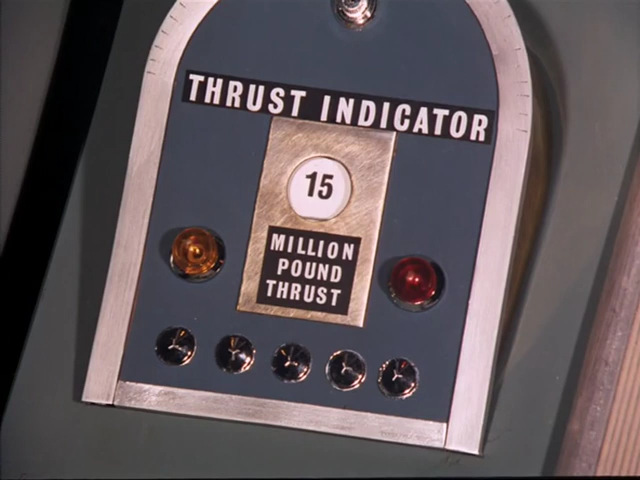 THRUST INDICATOR
15
MILLION
POUND
THRUST